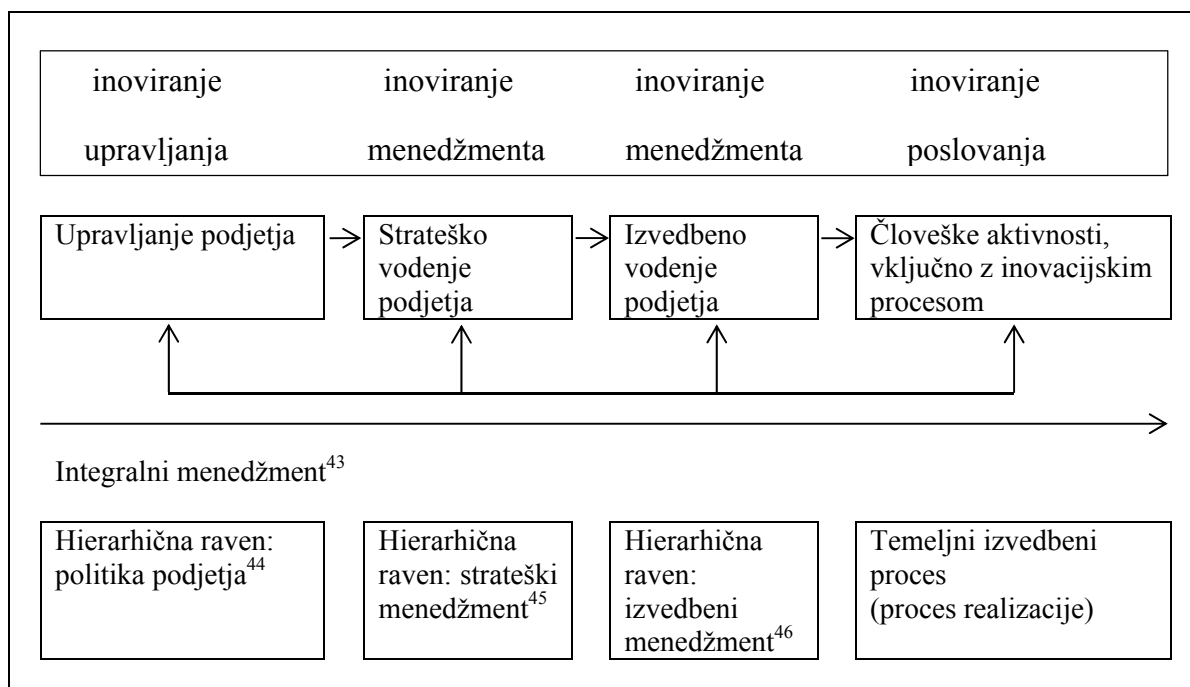 inoviranje inoviranje inoviranje inoviranje
upravljanja menedžmenta menedžmenta poslovanja
Upravljanje podjetja
Strateško
vodenje
podjetja
Izvedbeno
vodenje
podjetja
Človeške aktivnosti,
vključno z inovacijskim
procesom
Integralni menedžment43
Hierarhična raven:
politika podjetja44
Hierarhična
raven: strateški
menedžment45
Hierarhična
raven:
izvedbeni
menedžment46
Temeljni izvedbeni
proces
(proces realizacije)